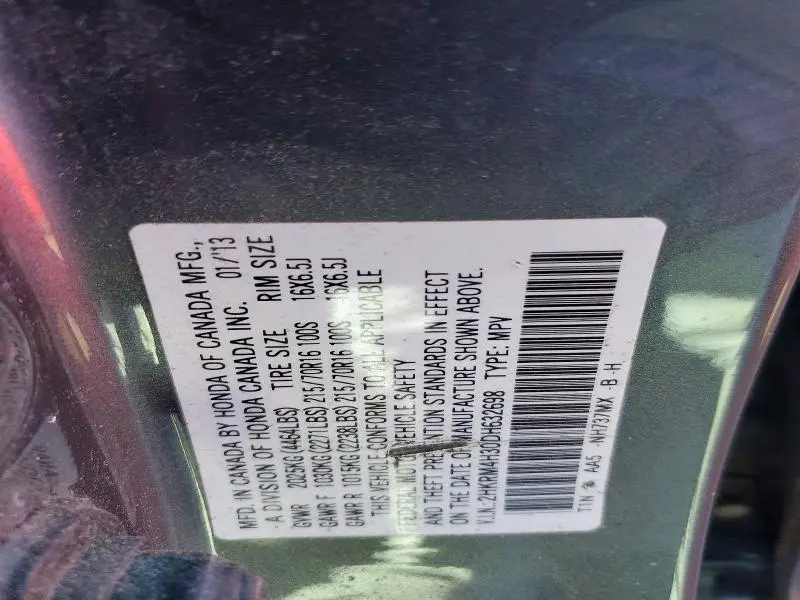 MFD. IN CANADA BY HONDA OF CANADA MFG.,
A DIVISION OF HONDA CANADA INC. 01/'13
TIRE SIZE RIM SIZE
GVWR 2025KG(4464LBS)
GAWR F 1030KG(2271LBS) 215/70R16 100S 16X6.5J
GAWR R 1015KG(2238LBS) 215/70R16 100S 16X6.5J
THIS VEHICLE CONFORMS TO ALL APPLICABLE
FEDERAL MOTOR VEHICLE SAFETY
AND THEFT PREVENTION STANDARDS IN EFFECT
ON THE DATE OF MANUFACTURE SHOWN ABOVE.
V.I.N.: 2HKRM4H30DH632698 TYPE: MPV
T1N AA5 NH737MX -B-H